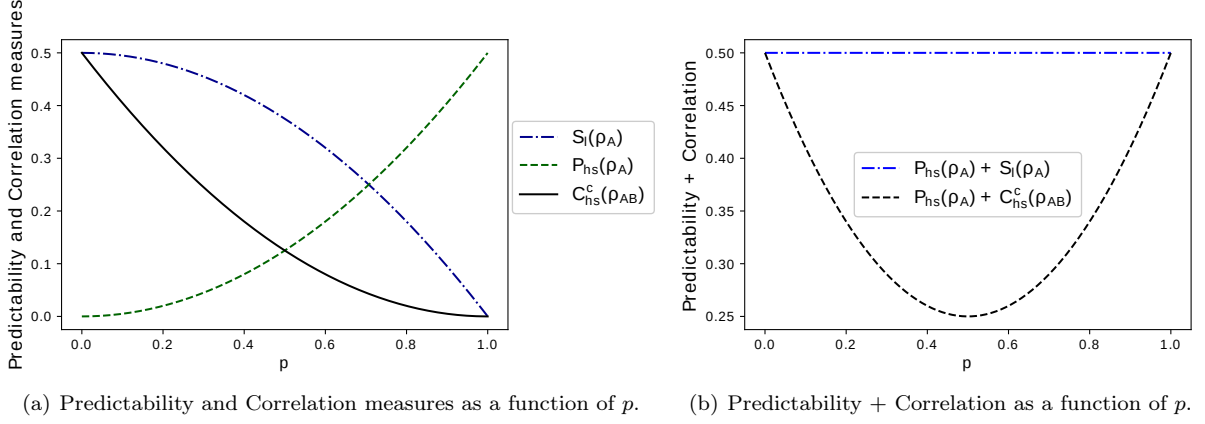 Predictability and Correlation measures
0.5
0.4
0.3
0.2
0.1
0.0
0.0 0.2 0.4 0.6 0.8 1.0
p
S_l(ρ_A)
P_hs(ρ_A)
C^c_hs(ρ_AB)
(a) Predictability and Correlation measures as a function of p.
Predictability + Correlation
0.50
0.45
0.40
0.35
0.30
0.25
0.0 0.2 0.4 0.6 0.8 1.0
p
P_hs(ρ_A) + S_l(ρ_A)
P_hs(ρ_A) + C^c_hs(ρ_AB)
(b) Predictability + Correlation as a function of p.